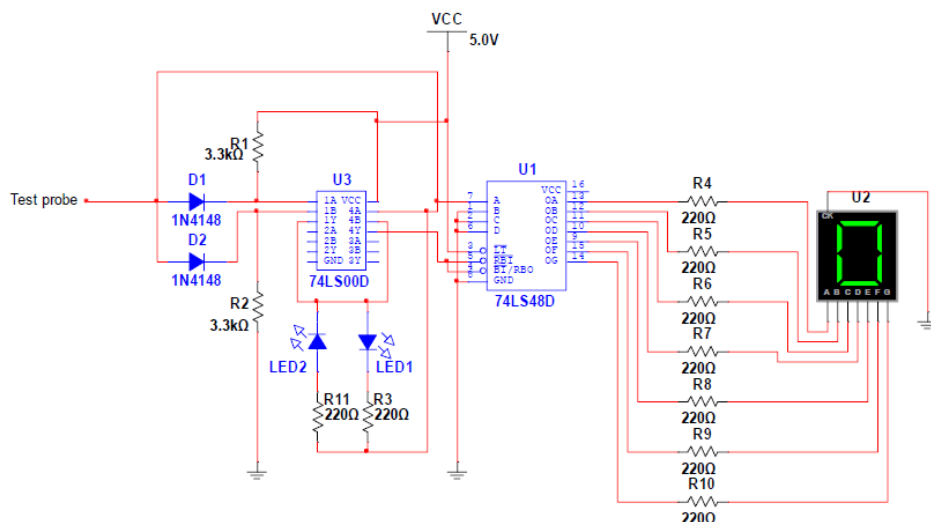 VCC
5.0V
R1
3.3kΩ
Test probe
D1
1N4148
D2
1N4148
R2
3.3kΩ
U3
1A VCC
1B 4A
1Y 4B
2A 4Y
2B 3A
2Y 3B
GND 3Y
74LS00D
LED2
LED1
R11
220Ω
R3
220Ω
U1
VCC 16
7 A OA 13
1 B OB 12
2 C OC 11
6 D OD 10
OE 9
3 LT OF 15
5 RBI OG 14
4 BI/RBO
8 GND
74LS48D
R4
220Ω
R5
220Ω
R6
220Ω
R7
220Ω
R8
220Ω
R9
220Ω
R10
220Ω
U2
CK
0
A B C D E F G